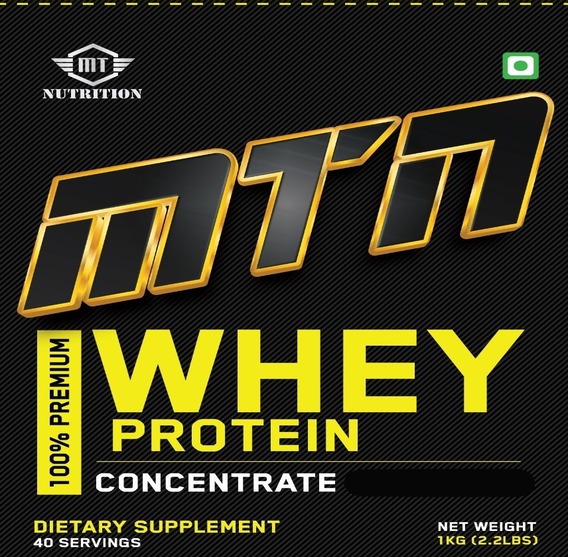 MT
NUTRITION
mTn
100% PREMIUM
WHEY
PROTEIN
CONCENTRATE
DIETARY SUPPLEMENT
40 SERVINGS
NET WEIGHT
1KG (2.2LBS)